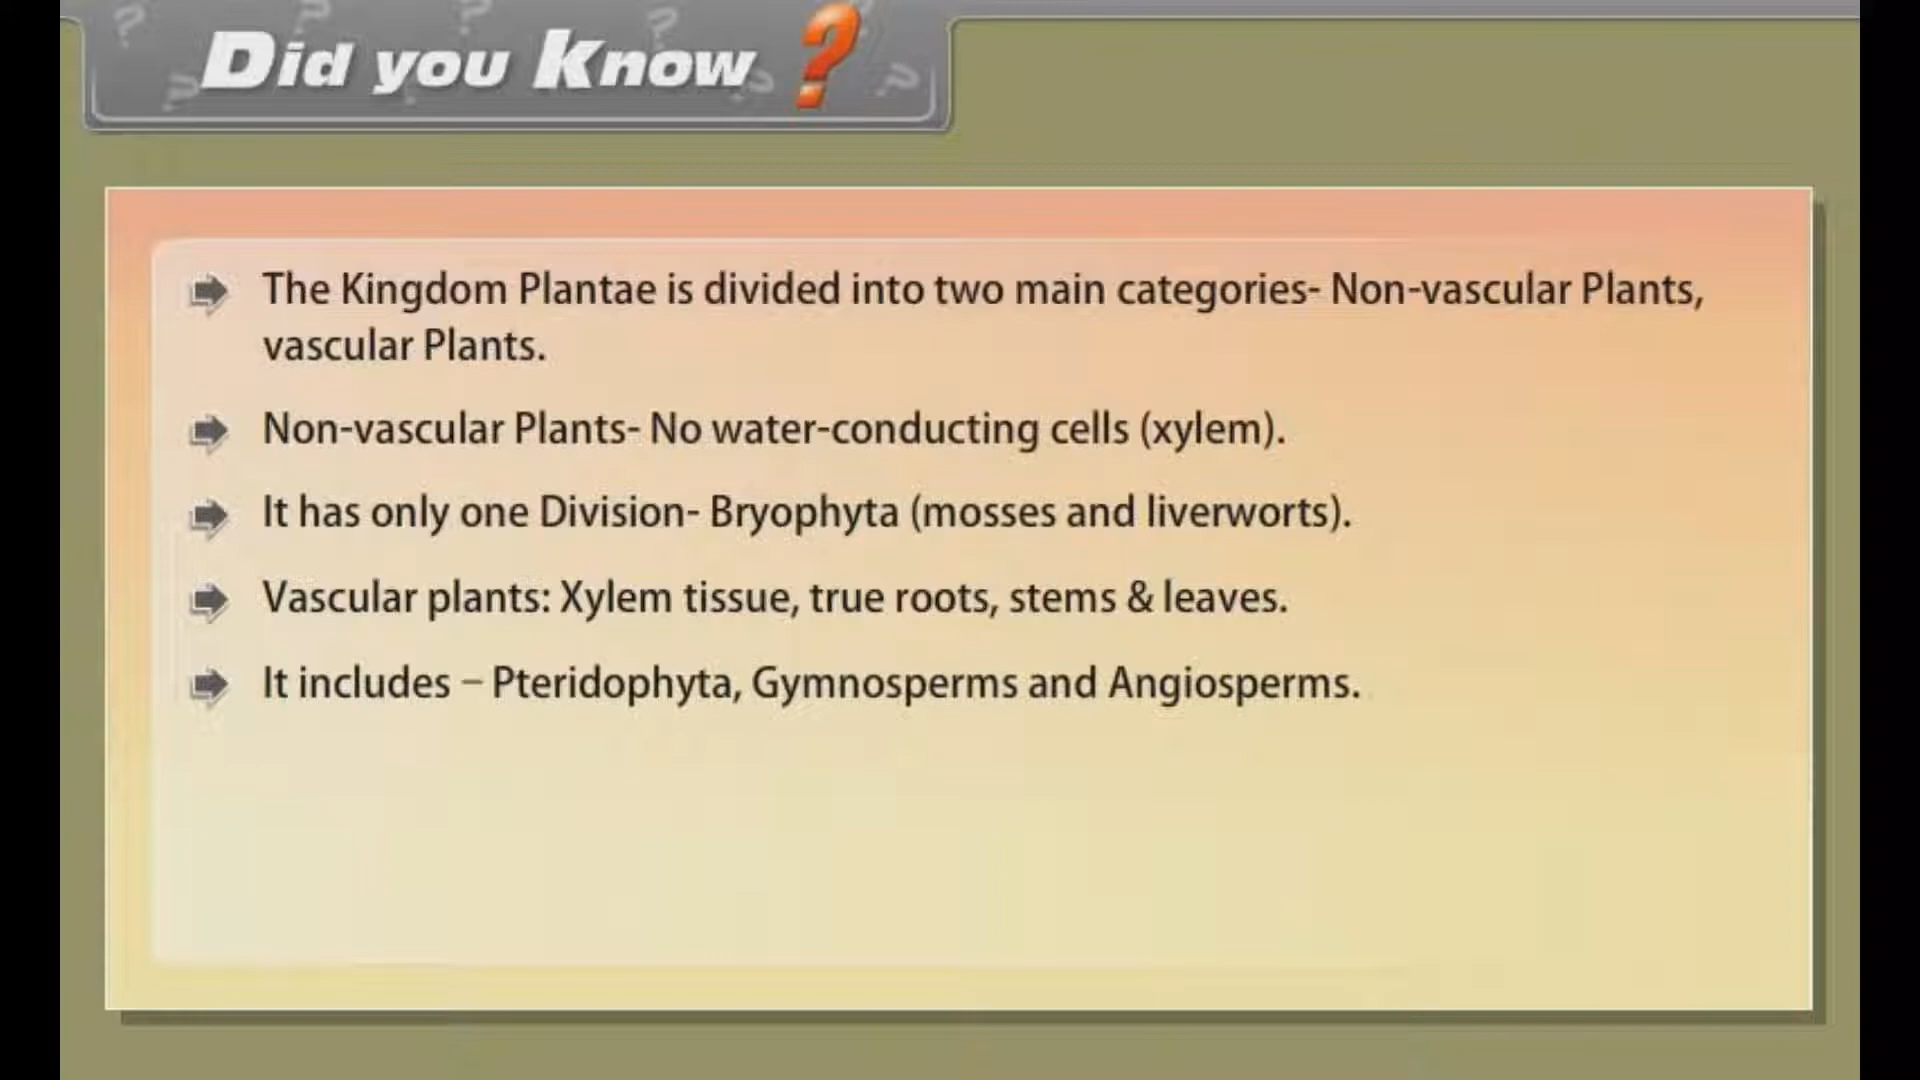 Did you Know ?
The Kingdom Plantae is divided into two main categories- Non-vascular Plants,
vascular Plants.
Non-vascular Plants- No water-conducting cells (xylem).
It has only one Division- Bryophyta (mosses and liverworts).
Vascular plants: Xylem tissue, true roots, stems & leaves.
It includes – Pteridophyta, Gymnosperms and Angiosperms.